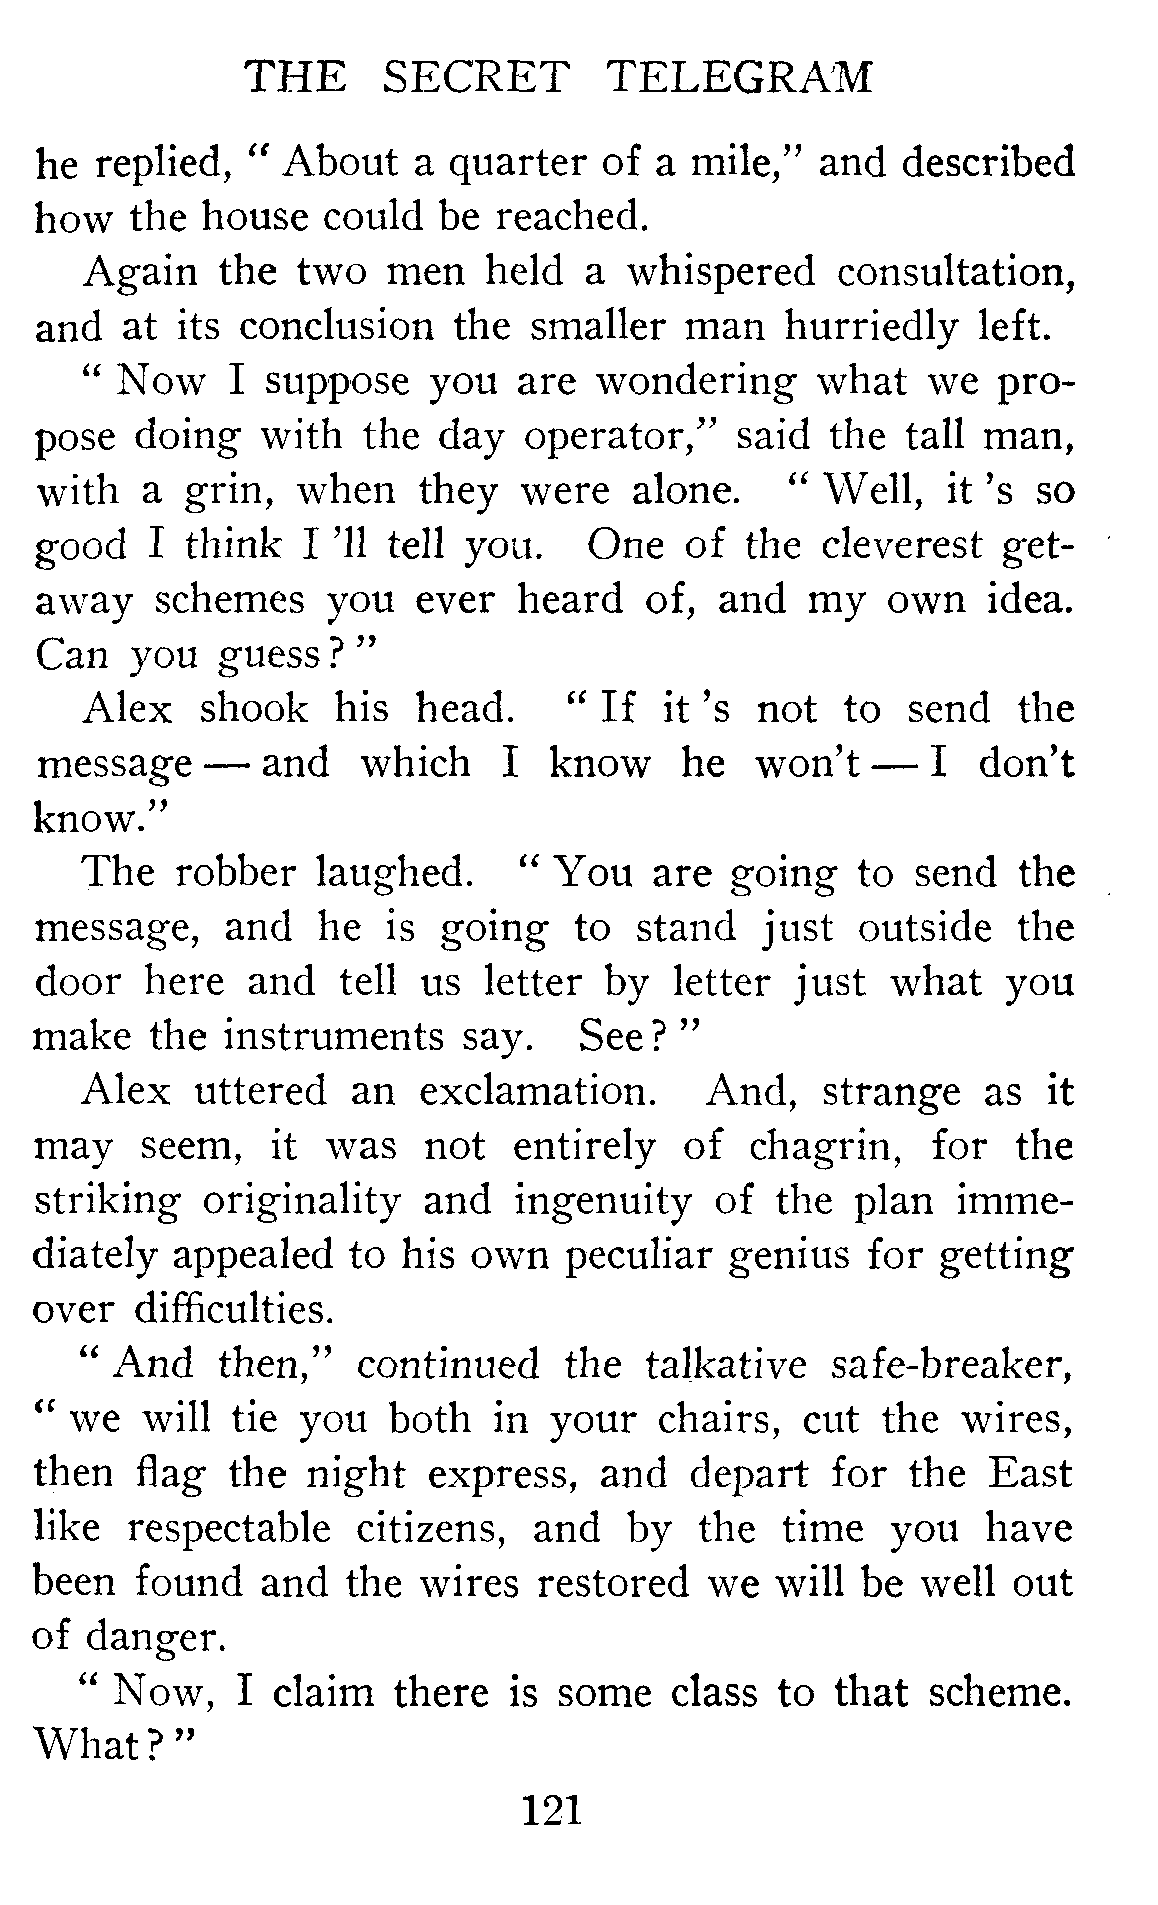 THE SECRET TELEGRAM
he replied, " About a quarter of a mile," and described
how the house could be reached.
Again the two men held a whispered consultation,
and at its conclusion the smaller man hurriedly left.
" Now I suppose you are wondering what we pro-
pose doing with the day operator," said the tall man,
with a grin, when they were alone. " Well, it 's so
good I think I 'll tell you. One of the cleverest get-
away schemes you ever heard of, and my own idea.
Can you guess? "
Alex shook his head. " If it 's not to send the
message — and which I know he won't — I don't
know."
The robber laughed. " You are going to send the
message, and he is going to stand just outside the
door here and tell us letter by letter just what you
make the instruments say. See? "
Alex uttered an exclamation. And, strange as it
may seem, it was not entirely of chagrin, for the
striking originality and ingenuity of the plan imme-
diately appealed to his own peculiar genius for getting
over difficulties.
" And then," continued the talkative safe-breaker,
" we will tie you both in your chairs, cut the wires,
then flag the night express, and depart for the East
like respectable citizens, and by the time you have
been found and the wires restored we will be well out
of danger.
" Now, I claim there is some class to that scheme.
What? "
121